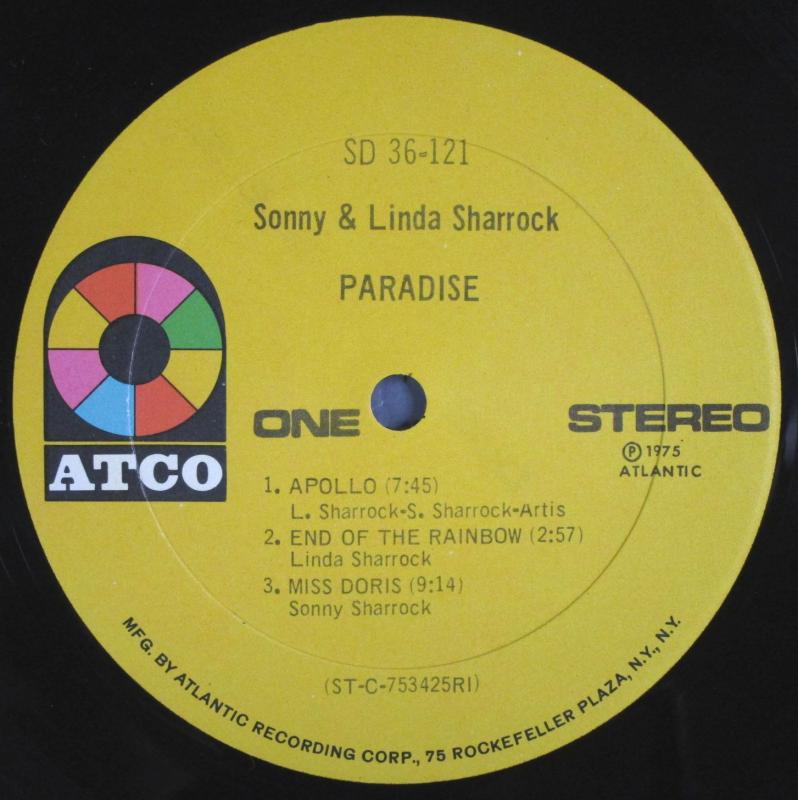 SD 36-121
Sonny & Linda Sharrock
PARADISE
ATCO
ONE
STEREO
Ⓟ 1975
ATLANTIC
1. APOLLO (7:45)
L. Sharrock-S. Sharrock-Artis
2. END OF THE RAINBOW (2:57)
Linda Sharrock
3. MISS DORIS (9:14)
Sonny Sharrock
(ST-C-753425RI)
MFG. BY ATLANTIC RECORDING CORP., 75 ROCKEFELLER PLAZA, N.Y., N.Y.